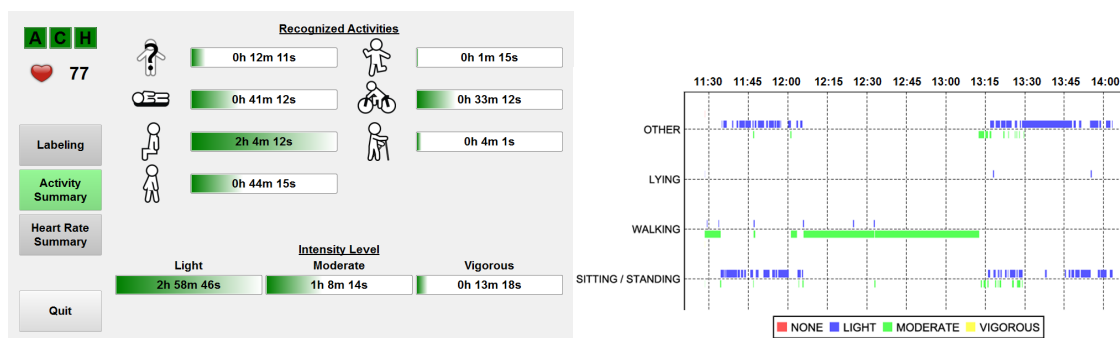 A C H
77
Labeling
Activity
Summary
Heart Rate
Summary
Quit
Recognized Activities
?
0h 12m 11s
0h 1m 15s
0h 41m 12s
0h 33m 12s
2h 4m 12s
0h 4m 1s
0h 44m 15s
Intensity Level
Light Moderate Vigorous
2h 58m 46s 1h 8m 14s 0h 13m 18s
11:30 11:45 12:00 12:15 12:30 12:45 13:00 13:15 13:30 13:45 14:00
OTHER
LYING
WALKING
SITTING / STANDING
NONE LIGHT MODERATE VIGOROUS